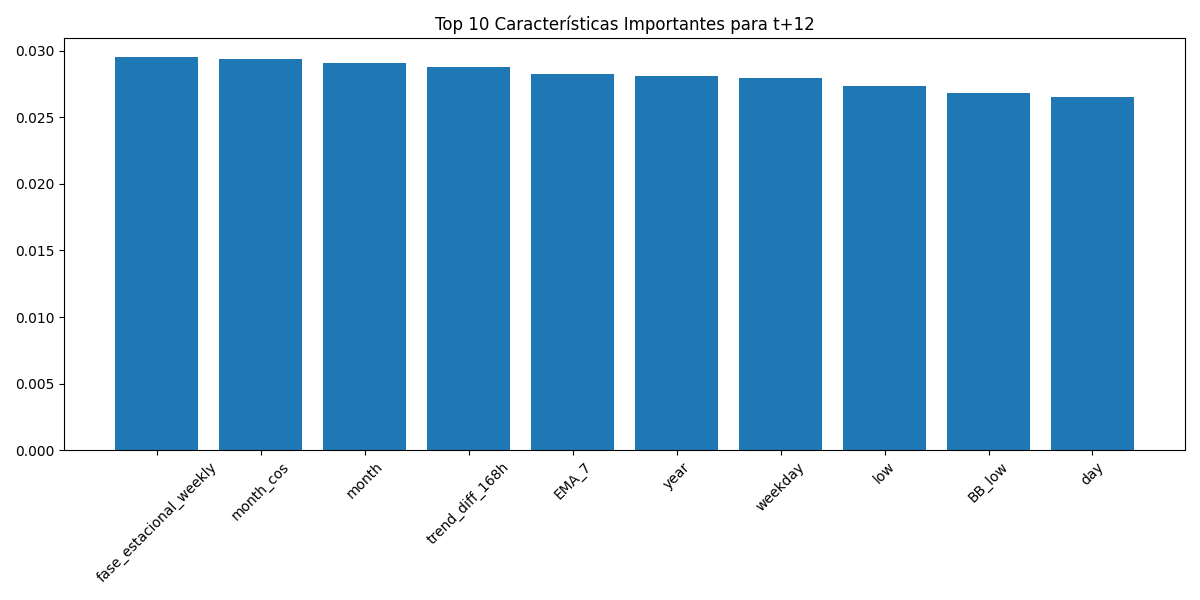 Top 10 Características Importantes para t+12
0.030
0.025
0.020
0.015
0.010
0.005
0.000
fase_estacional_weekly
month_cos
month
trend_diff_168h
EMA_7
year
weekday
low
BB_low
day